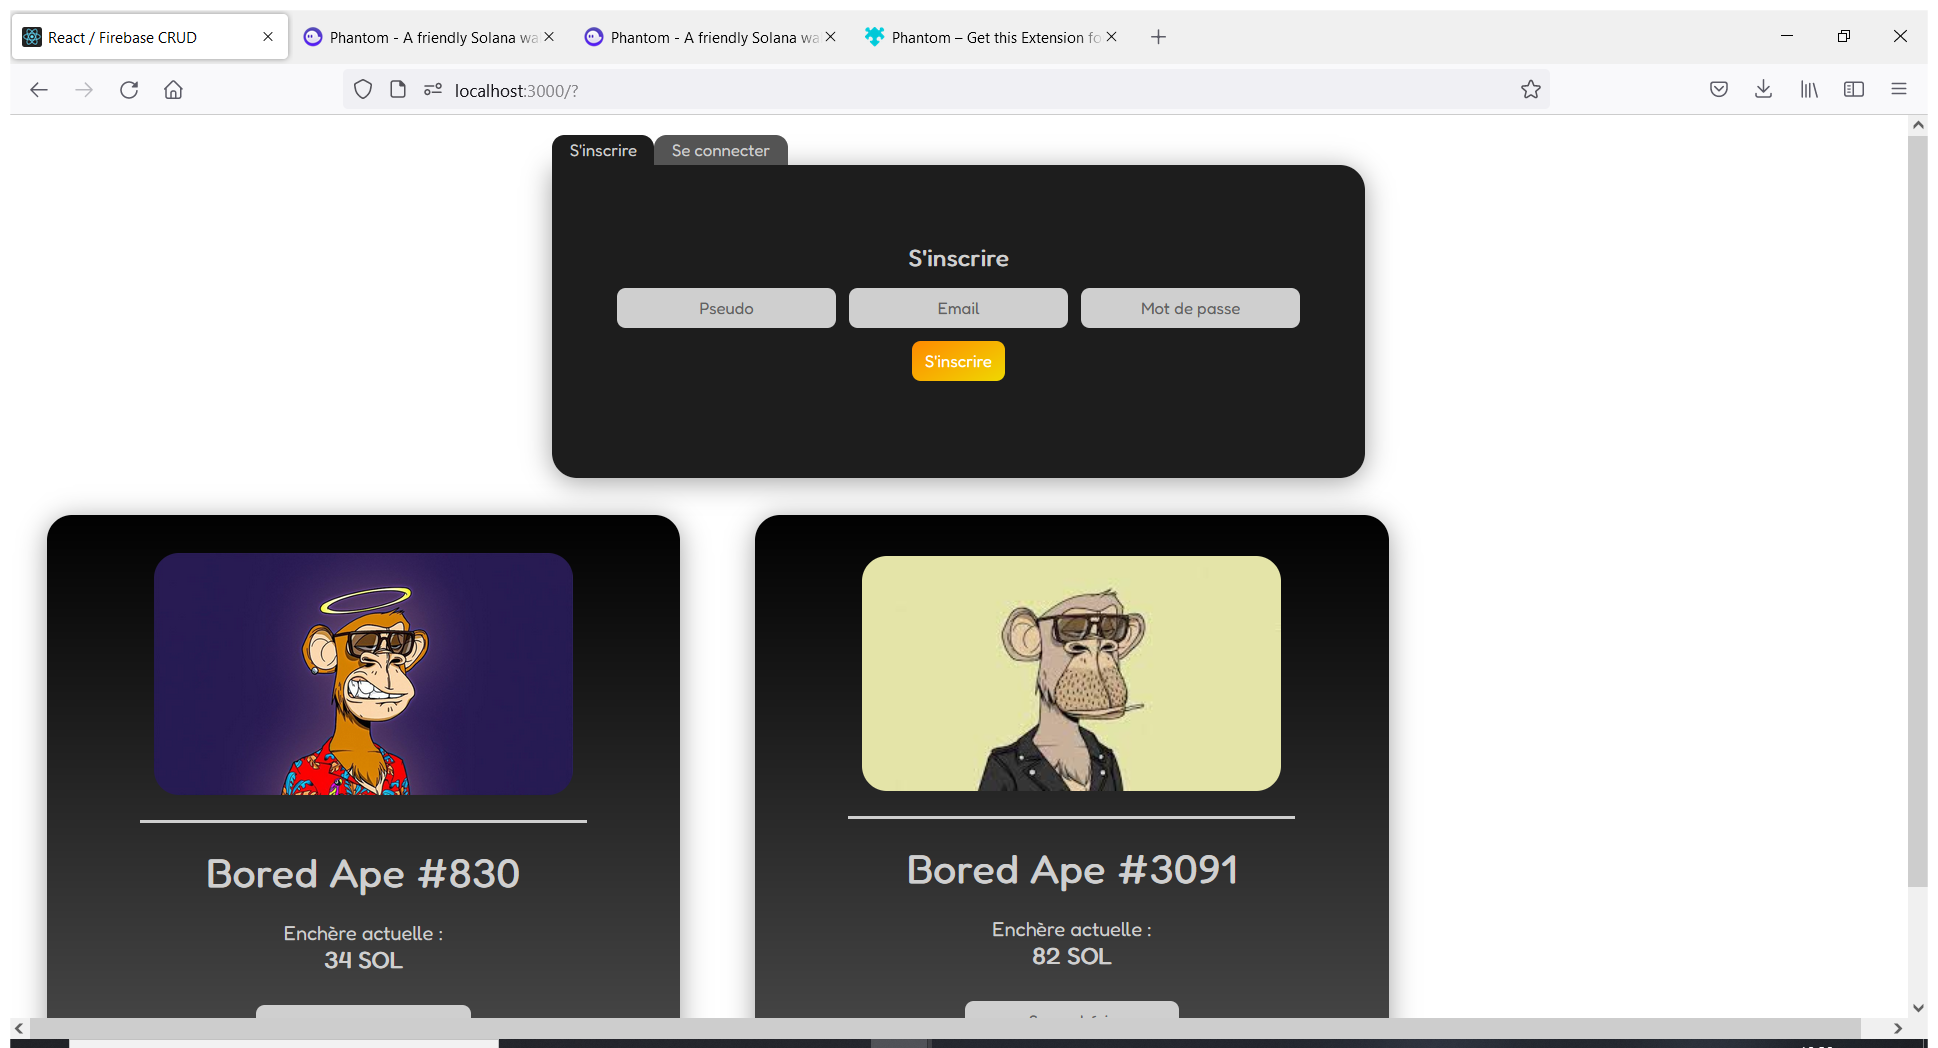 React / Firebase CRUD
Phantom - A friendly Solana wa
Phantom - A friendly Solana wa
Phantom – Get this Extension fo
localhost:3000/?
S'inscrire
Se connecter
S'inscrire
Pseudo
Email
Mot de passe
S'inscrire
Bored Ape #830
Enchère actuelle :
34 SOL
Bored Ape #3091
Enchère actuelle :
82 SOL